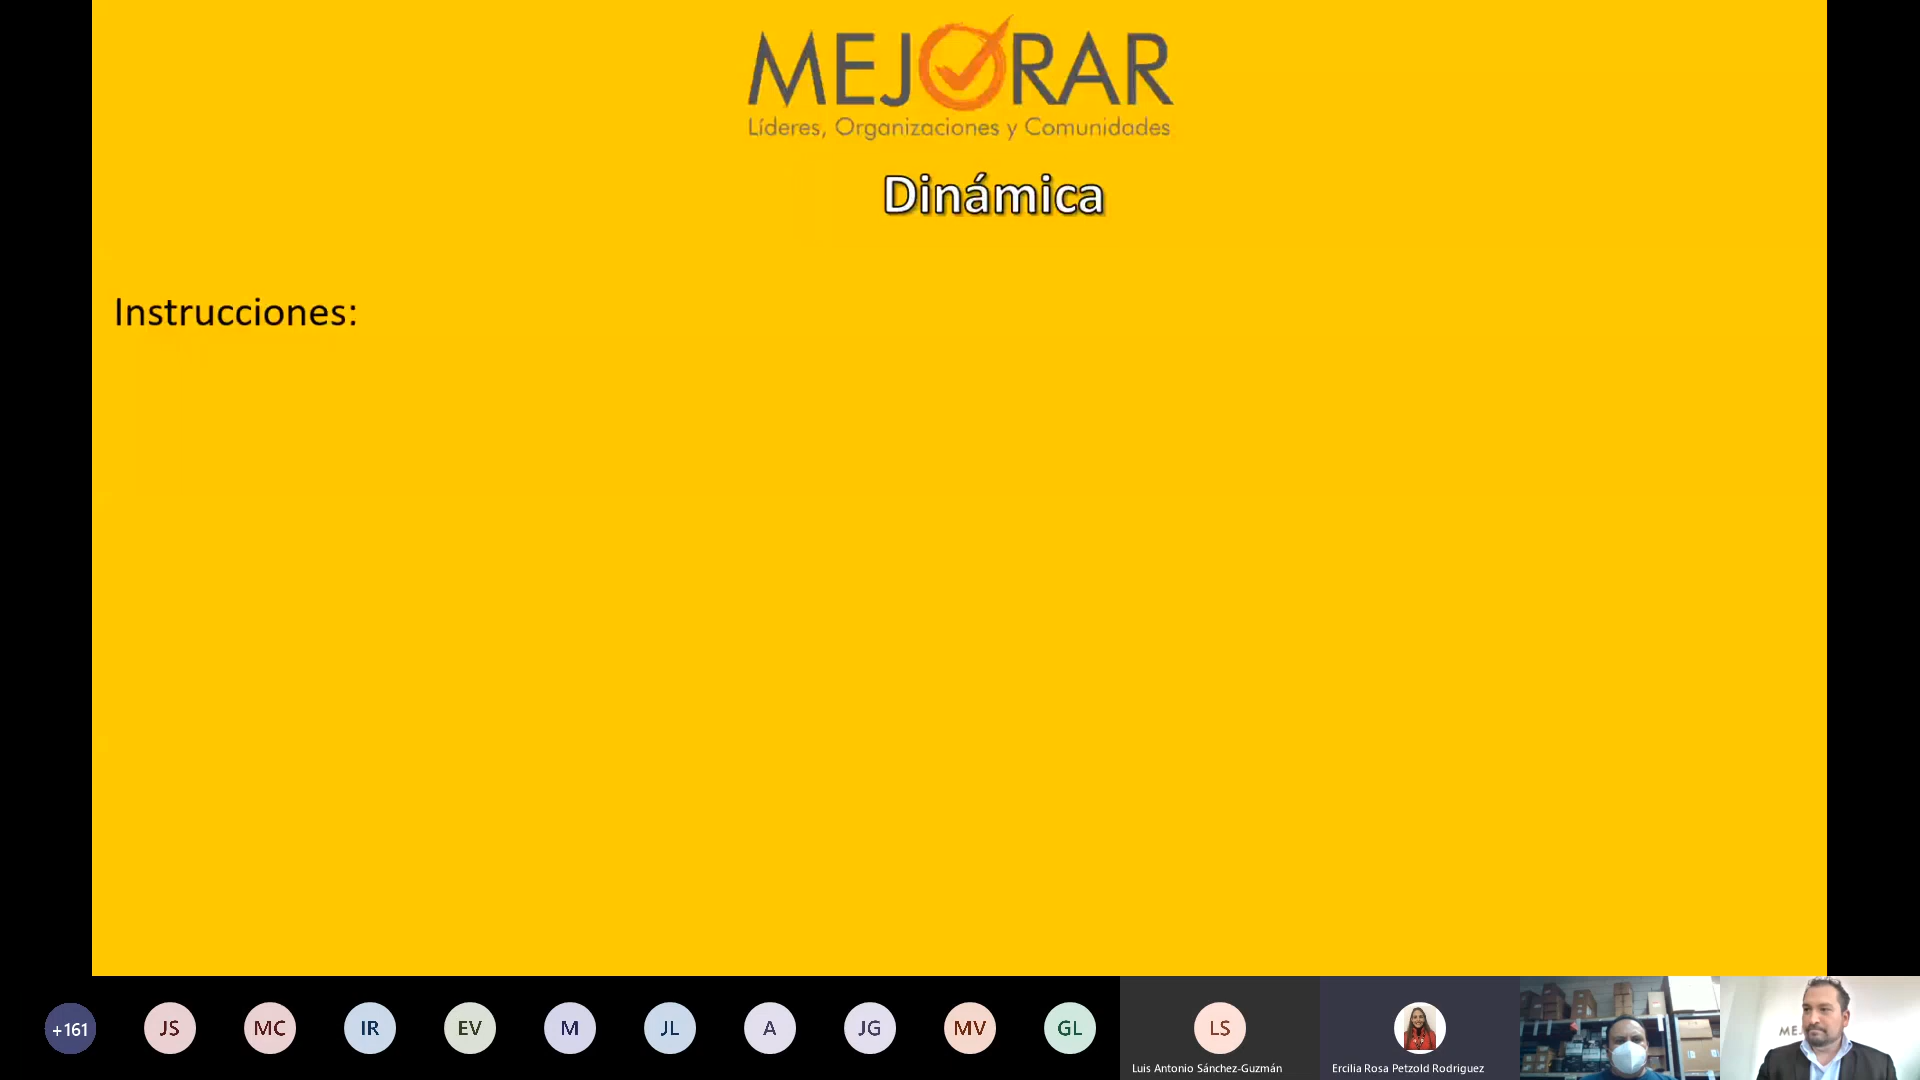 MEJORAR
Líderes, Organizaciones y Comunidades
Dinámica
Instrucciones:
+161
JS
MC
IR
EV
M
JL
A
JG
MV
GL
LS
Luis Antonio Sánchez-Guzmán
Ercilia Rosa Petzold Rodriguez
MEJ